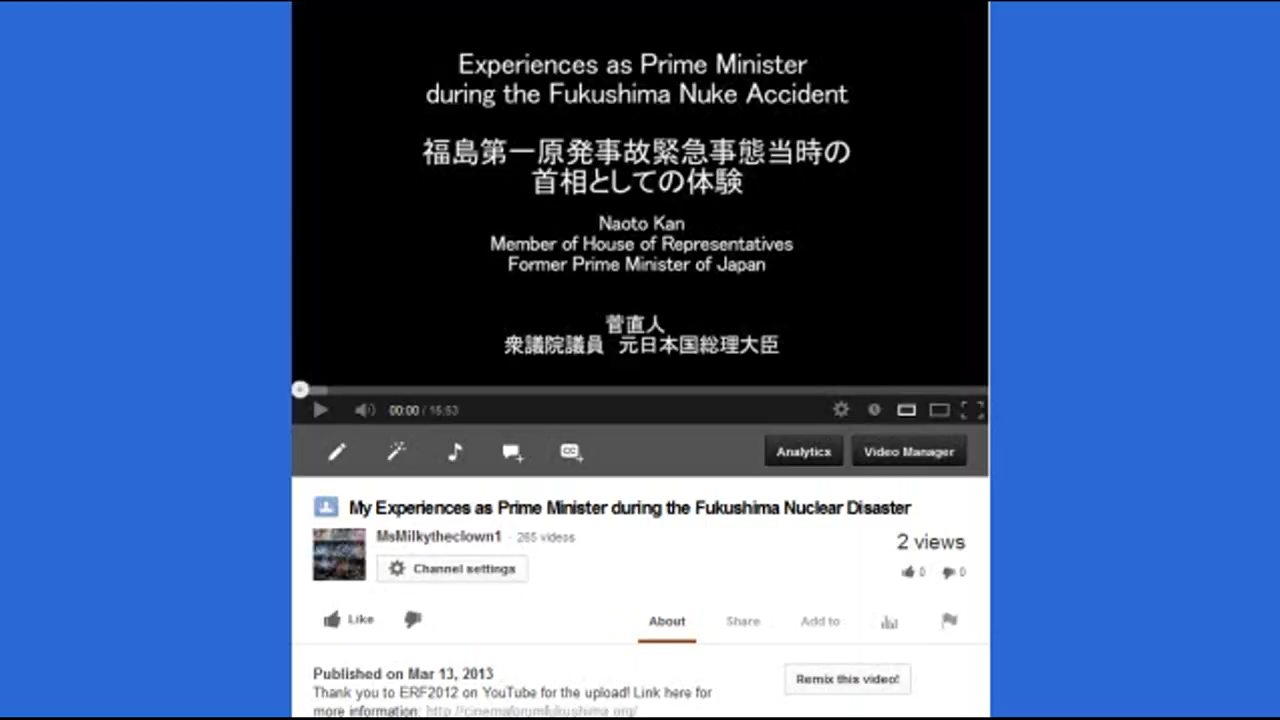 Experiences as Prime Minister
during the Fukushima Nuke Accident
福島第一原発事故緊急事態当時の
首相としての体験
Naoto Kan
Member of House of Representatives
Former Prime Minister of Japan
菅直人
衆議院議員 元日本国総理大臣
00:00 / 15:53
Analytics
Video Manager
My Experiences as Prime Minister during the Fukushima Nuclear Disaster
MsMilkytheclown1 · 265 videos
2 views
Channel settings
0 0
Like
About
Share
Add to
Published on Mar 13, 2013
Remix this video!
Thank you to ERF2012 on YouTube for the upload! Link here for
more information: http://cinemaforumfukushima.org/